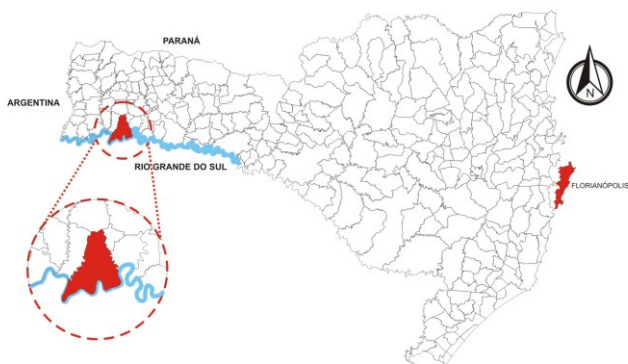 PARANÁ
ARGENTINA
N
RIO GRANDE DO SUL
FLORIANÓPOLIS